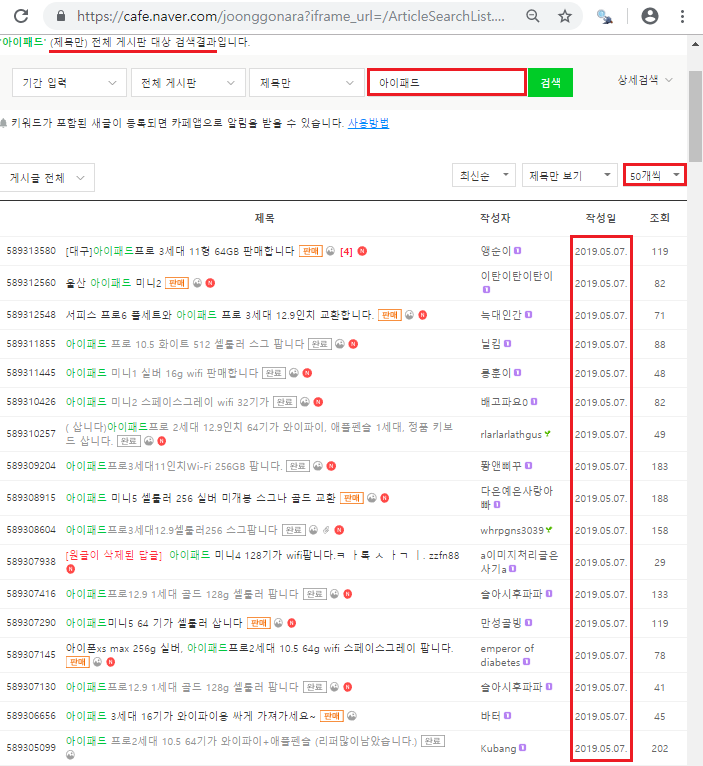 https://cafe.naver.com/joonggonara?iframe_url=/ArticleSearchList....
'아이패드' (제목만) 전체 게시판 대상 검색결과입니다.
기간 입력 전체 게시판 제목만 아이패드 검색 상세검색
키워드가 포함된 새글이 등록되면 카페앱으로 알림을 받을 수 있습니다. 사용방법
게시글 전체 최신순 제목만 보기 50개씩
제목 작성자 작성일 조회
589313580 [대구]아이패드프로 3세대 11형 64GB 판매합니다 판매 [4] N 앵순이 2019.05.07. 119
589312560 울산 아이패드 미니2 판매 N 이탄이탄이탄이 2019.05.07. 82
589312548 서피스 프로6 풀세트와 아이패드 프로 3세대 12.9인치 교환합니다. 판매 N 늑대인간 2019.05.07. 71
589311855 아이패드 프로 10.5 화이트 512 셀룰러 스그 팝니다 완료 N 닐킴 2019.05.07. 88
589311445 아이패드 미니1 실버 16g wifi 판매합니다 완료 N 룡훈이 2019.05.07. 48
589310426 아이패드 미니2 스페이스그레이 wifi 32기가 완료 N 배고파요0 2019.05.07. 82
589310257 ( 삽니다)아이패드프로 2세대 12.9인치 64기가 와이파이, 애플펜슬 1세대, 정품 키보
드 삽니다. 완료 N rlarlarlathgus 2019.05.07. 49
589309204 아이패드프로3세대11인치Wi-Fi 256GB 팝니다. 완료 N 짱앤삐꾸 2019.05.07. 183
589308915 아이패드 미니5 셀룰러 256 실버 미개봉 스그나 골드 교환 판매 N 다은예은사랑아
빠 2019.05.07. 188
589308604 아이패드프로3세대12.9셀룰러256 스그팝니다 완료 N whrpgns3039 2019.05.07. 158
589307938 [원글이 삭제된 답글] 아이패드 미니4 128기가 wifi팝니다.ㅋ ㅏ톡 ㅅ ㅏㄱ ㅣ. zzfn88
N a이미지처리글은
사기a 2019.05.07. 29
589307416 아이패드프로12.9 1세대 골드 128g 셀룰러 팝니다 완료 N 슬아시후파파 2019.05.07. 133
589307290 아이패드미니5 64 기가 셀룰러 삽니다 판매 N 만성골빙 2019.05.07. 119
589307145 아이폰xs max 256g 실버, 아이패드프로2세대 10.5 64g wifi 스페이스그레이 팝니다.
판매 N emperor of
diabetes 2019.05.07. 78
589307130 아이패드프로12.9 1세대 골드 128g 셀룰러 팝니다 완료 N 슬아시후파파 2019.05.07. 41
589306656 아이패드 3세대 16기가 와이파이용 싸게 가져가세요~ 판매 바터 2019.05.07. 45
589305099 아이패드 프로2세대 10.5 64기가 와이파이+애플펜슬 (리퍼많이남았습니다.) 완료
Kubang 2019.05.07. 202